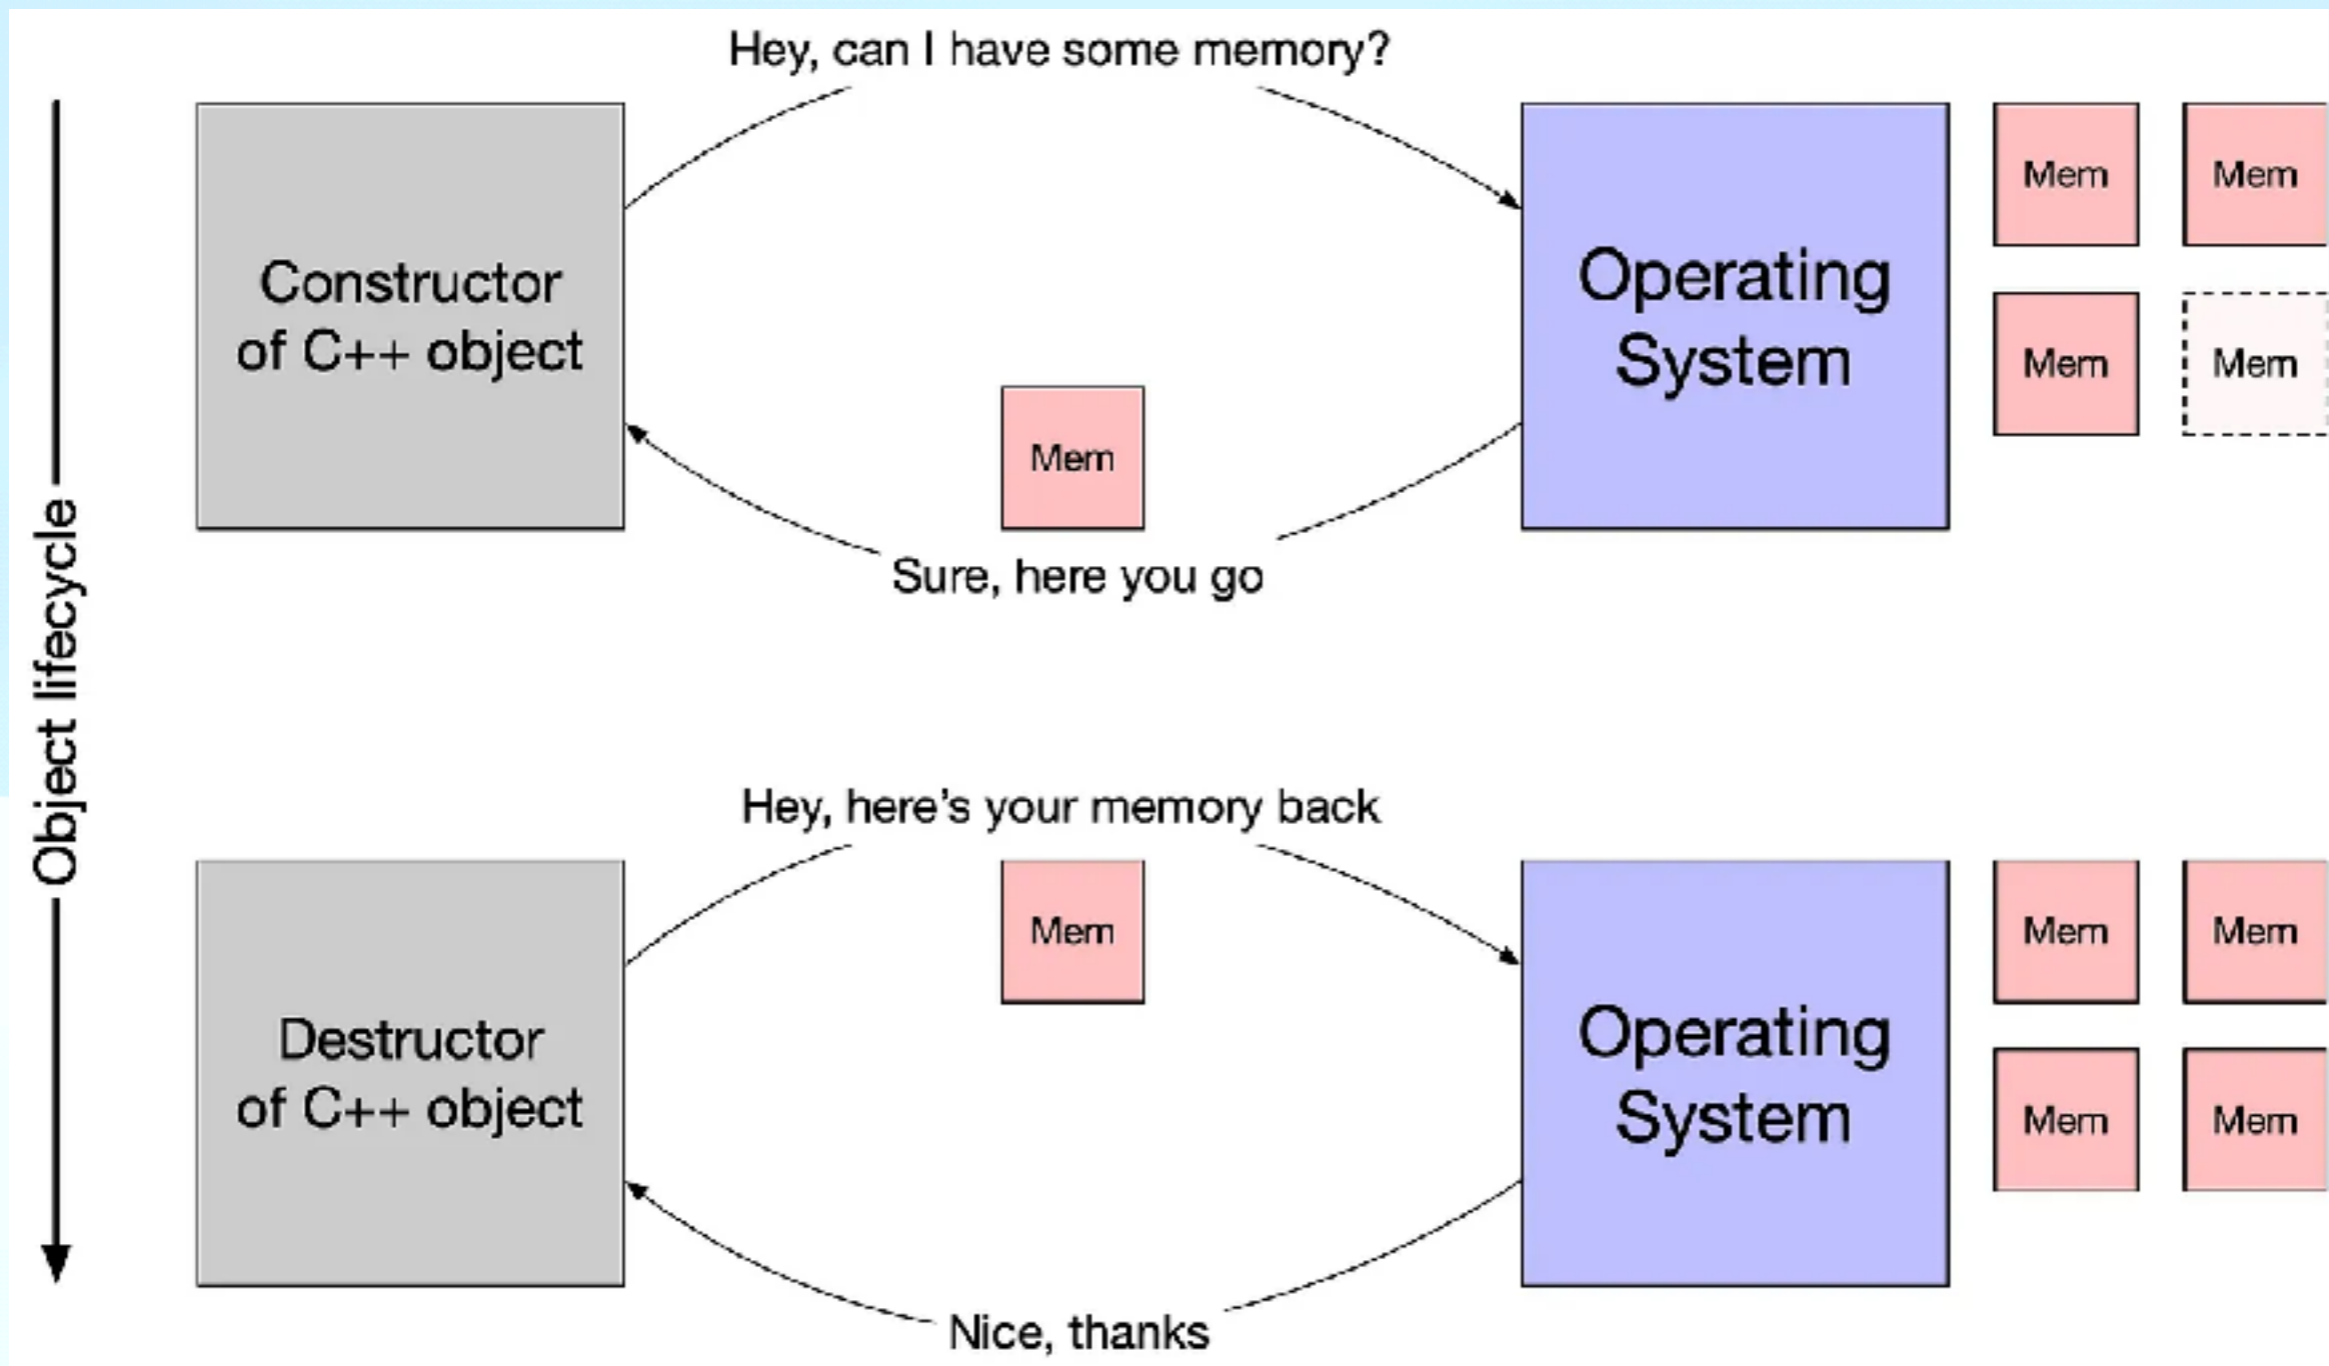 Hey, can I have some memory?
Constructor
of C++ object
Operating
System
Mem
Mem
Mem
Mem
Mem
Sure, here you go
Object lifecycle
Hey, here's your memory back
Destructor
of C++ object
Mem
Operating
System
Mem
Mem
Mem
Mem
Nice, thanks